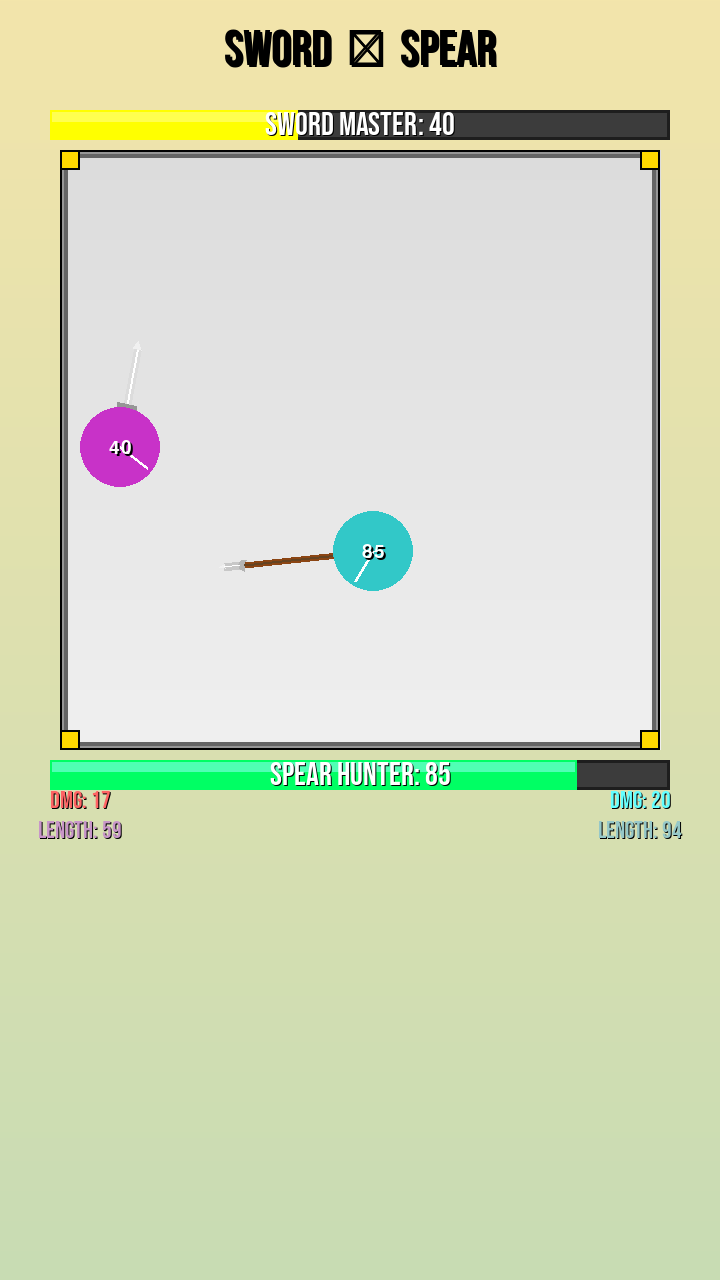 SWORD SPEAR
SWORD MASTER: 40
40
85
SPEAR HUNTER: 85
DMG: 17
DMG: 20
LENGTH: 59
LENGTH: 94